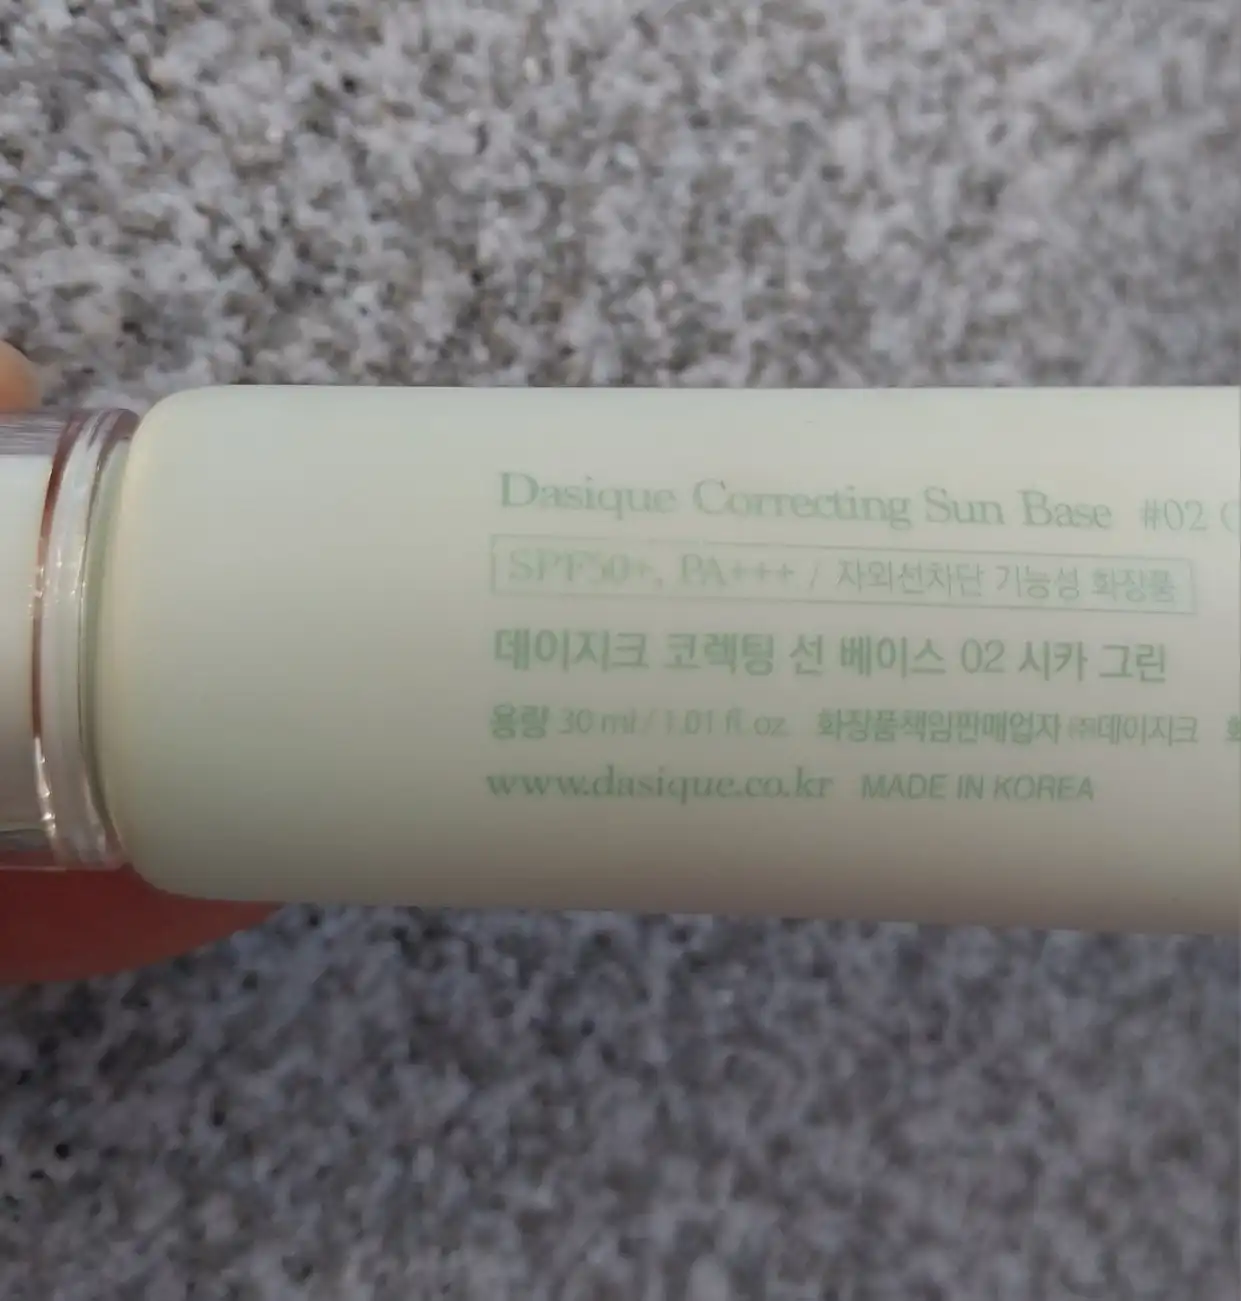 Dasique Correcting Sun Base #02
SPF50+, PA+++ / 자외선차단 기능성 화장품
데이지크 코렉팅 선 베이스 02 시카 그린
용량 30 ml / 1.01 fl oz 화장품책임판매업자 ㈜데이지크
www.dasique.co.kr MADE IN KOREA